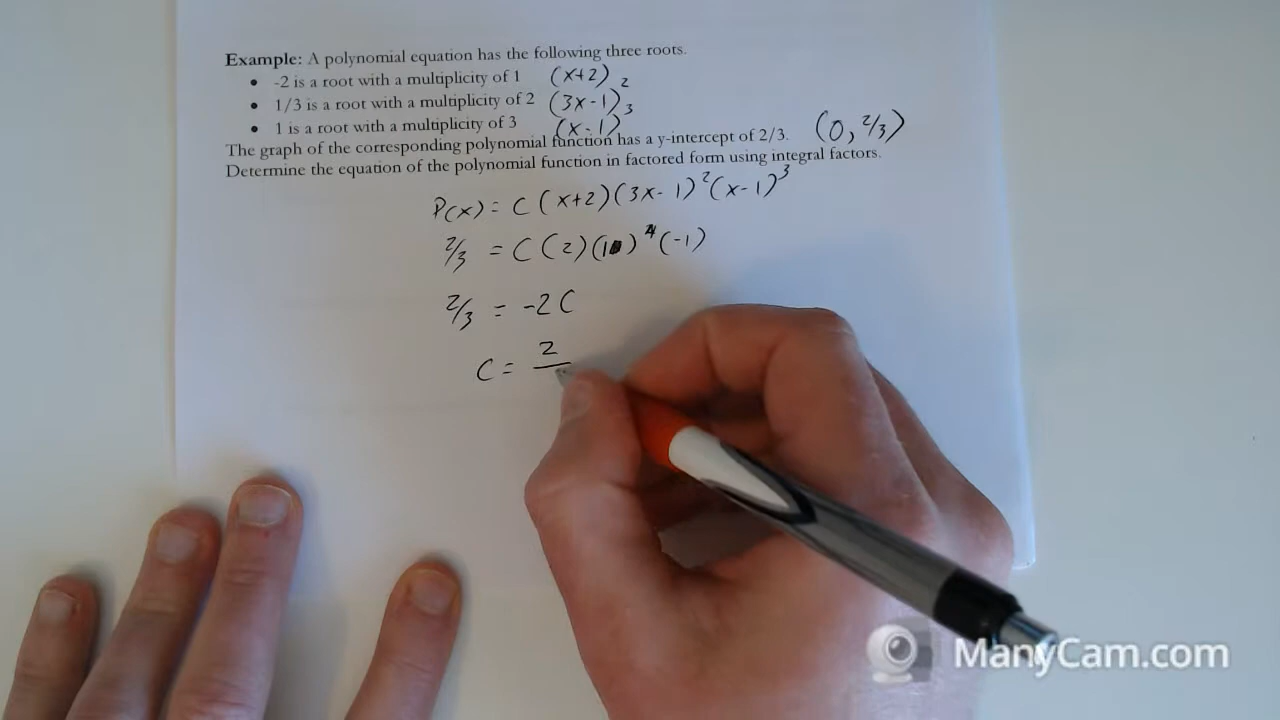 Example: A polynomial equation has the following three roots.
• -2 is a root with a multiplicity of 1 (x+2)
• 1/3 is a root with a multiplicity of 2 (3x-1)²
• 1 is a root with a multiplicity of 3 (x-1)³
The graph of the corresponding polynomial function has a y-intercept of 2/3. (0, 2/3)
Determine the equation of the polynomial function in factored form using integral factors.
P(x) = C(x+2)(3x-1)²(x-1)³
2/3 = C(2)(1)(-1)
2/3 = -2C
C = 2
ManyCam.com